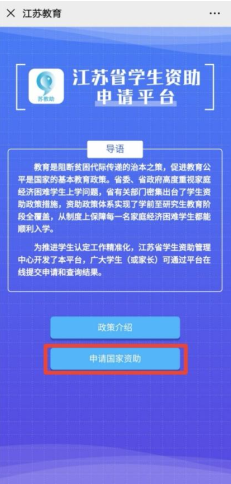 江苏教育
苏教助
江苏省学生资助
申请平台
导语
教育是阻断贫困代际传递的治本之策，促进教育公
平是国家的基本教育政策。省委、省政府高度重视家庭
经济困难学生上学问题，省有关部门密集出台了学生资
助政策措施，资助政策体系实现了学前至研究生教育阶
段全覆盖，从制度上保障每一名家庭经济困难学生都能
顺利入学。
为推进学生认定工作精准化，江苏省学生资助管理
中心开发了本平台，广大学生（或家长）可通过平台在
线提交申请和查询结果。
政策介绍
申请国家资助